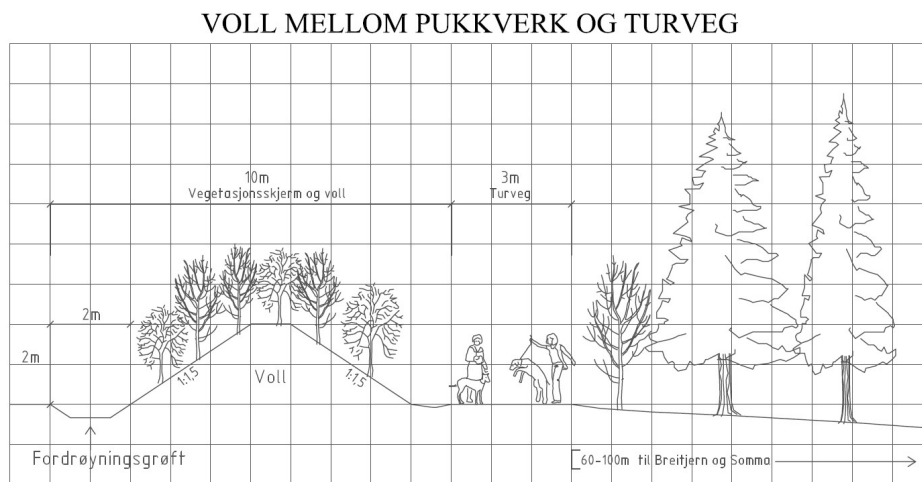 VOLL MELLOM PUKKVERK OG TURVEG
10m
Vegetasjonsskjerm og voll
3m
Turveg
2m
2m
1:1,5
Voll
1:1,5
Fordrøyningsgrøft
60-100m til Breitjern og Somma